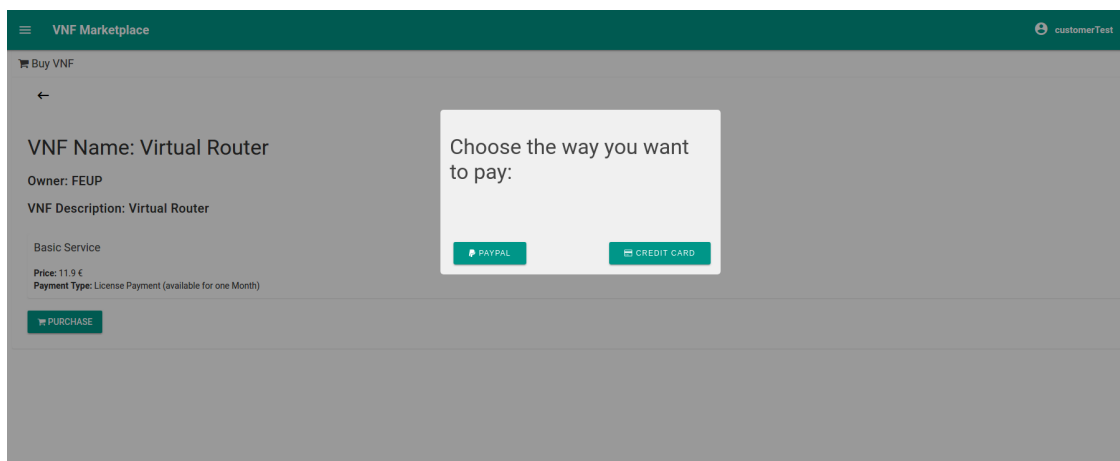 VNF Marketplace
customerTest
Buy VNF
VNF Name: Virtual Router
Owner: FEUP
VNF Description: Virtual Router
Basic Service
Price: 11.9 €
Payment Type: License Payment (available for one Month)
PURCHASE
Choose the way you want
to pay:
PAYPAL
CREDIT CARD